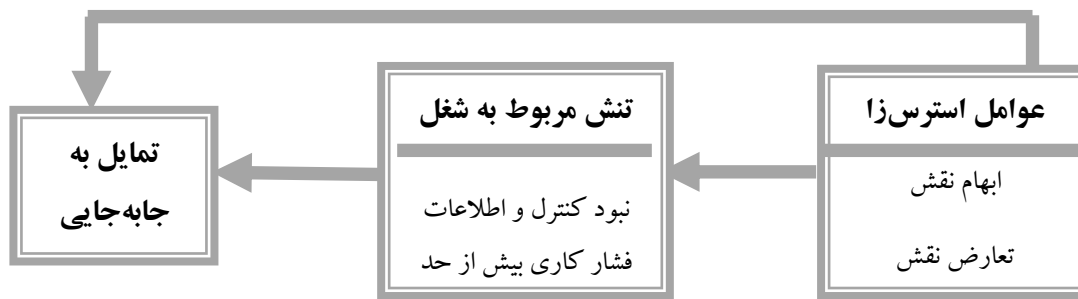 عوامل استرس‌زا
ابهام نقش
تعارض نقش
تنش مربوط به شغل
نبود کنترل و اطلاعات
فشار کاری بیش از حد
تمایل به
جابه‌جایی